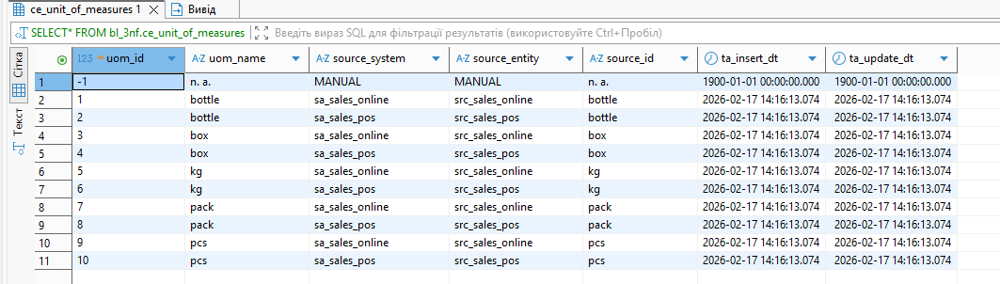 ce_unit_of_measures 1 Вивід
SELECT* FROM bl_3nf.ce_unit_of_measures Введіть вираз SQL для фільтрації результатів (використовуйте Ctrl+Пробіл)
Сітка
Текст
123 uom_id A-Z uom_name A-Z source_system A-Z source_entity A-Z source_id ta_insert_dt ta_update_dt
1 -1 n. a. MANUAL MANUAL n. a. 1900-01-01 00:00:00.000 1900-01-01 00:00:00.000
2 1 bottle sa_sales_online src_sales_online bottle 2026-02-17 14:16:13.074 2026-02-17 14:16:13.074
3 2 bottle sa_sales_pos src_sales_pos bottle 2026-02-17 14:16:13.074 2026-02-17 14:16:13.074
4 3 box sa_sales_online src_sales_online box 2026-02-17 14:16:13.074 2026-02-17 14:16:13.074
5 4 box sa_sales_pos src_sales_pos box 2026-02-17 14:16:13.074 2026-02-17 14:16:13.074
6 5 kg sa_sales_online src_sales_online kg 2026-02-17 14:16:13.074 2026-02-17 14:16:13.074
7 6 kg sa_sales_pos src_sales_pos kg 2026-02-17 14:16:13.074 2026-02-17 14:16:13.074
8 7 pack sa_sales_online src_sales_online pack 2026-02-17 14:16:13.074 2026-02-17 14:16:13.074
9 8 pack sa_sales_pos src_sales_pos pack 2026-02-17 14:16:13.074 2026-02-17 14:16:13.074
10 9 pcs sa_sales_online src_sales_online pcs 2026-02-17 14:16:13.074 2026-02-17 14:16:13.074
11 10 pcs sa_sales_pos src_sales_pos pcs 2026-02-17 14:16:13.074 2026-02-17 14:16:13.074